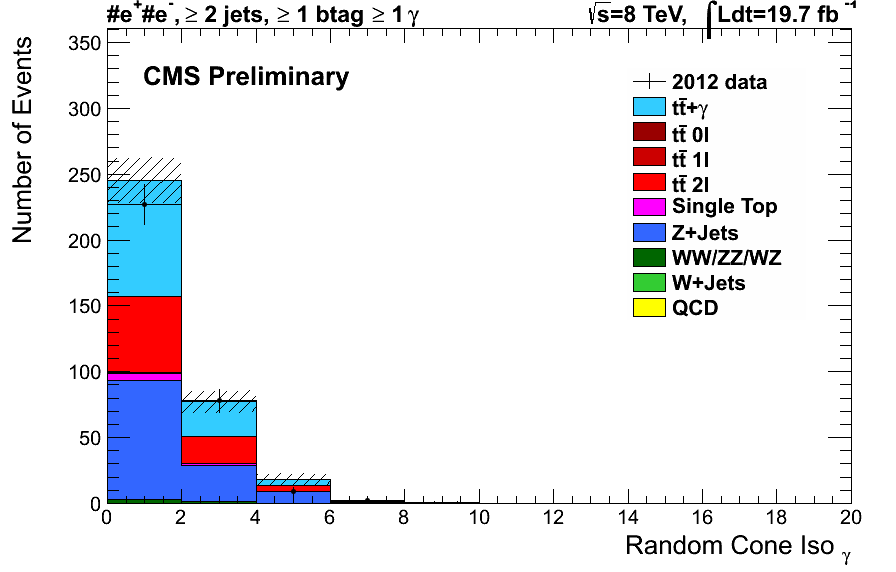 #e⁺#e⁻, ≥ 2 jets, ≥ 1 btag ≥ 1 γ √s=8 TeV, ∫Ldt=19.7 fb⁻¹
CMS Preliminary
2012 data
tt̄+γ
tt̄ 0l
tt̄ 1l
tt̄ 2l
Single Top
Z+Jets
WW/ZZ/WZ
W+Jets
QCD
Number of Events
350
300
250
200
150
100
50
0
0 2 4 6 8 10 12 14 16 18 20
Random Cone Iso γ